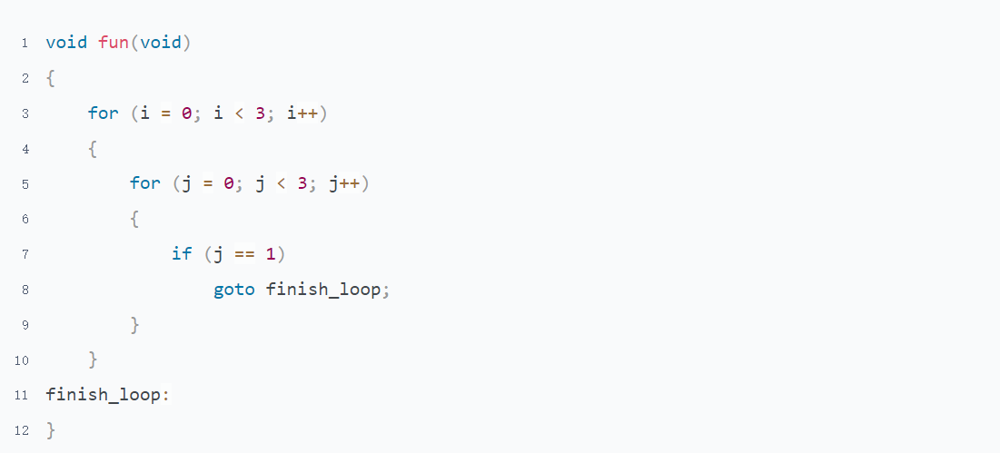 1 void fun(void)
2 {
3     for (i = 0; i < 3; i++)
4     {
5         for (j = 0; j < 3; j++)
6         {
7             if (j == 1)
8                 goto finish_loop;
9         }
10     }
11 finish_loop:
12 }